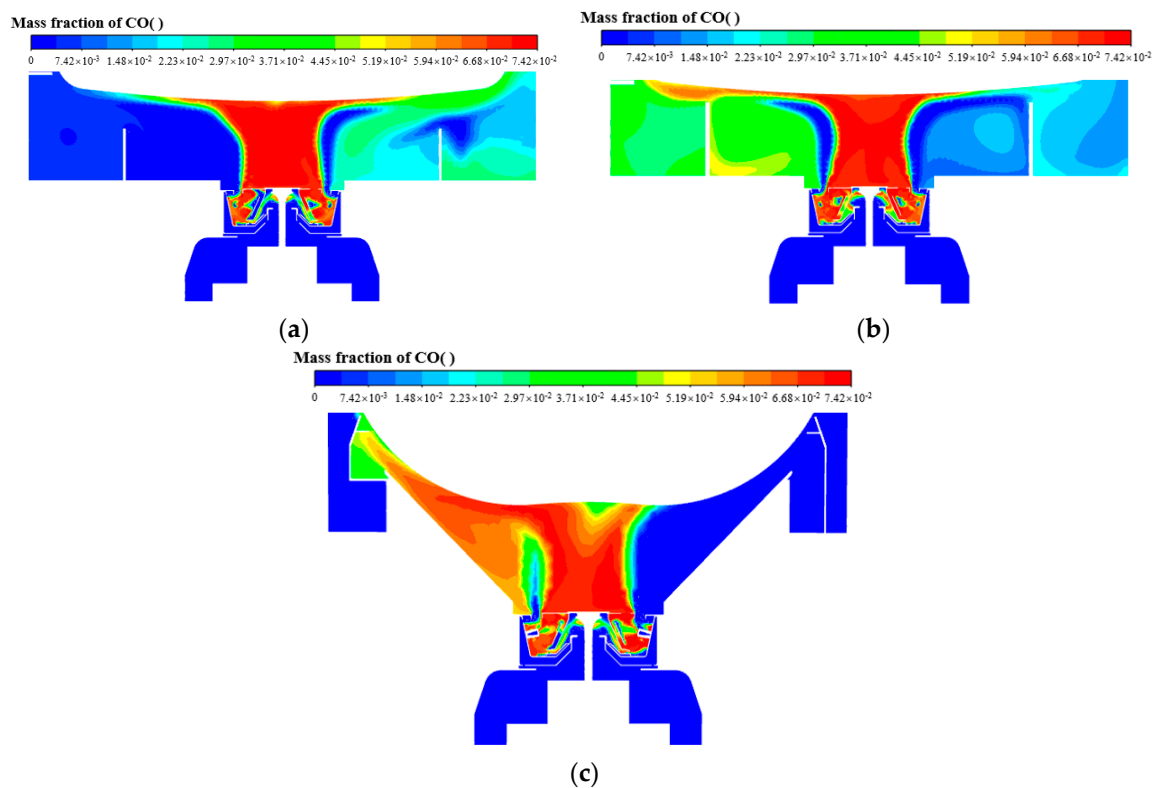 Mass fraction of CO( )
0 7.42×10⁻³ 1.48×10⁻² 2.23×10⁻² 2.97×10⁻² 3.71×10⁻² 4.45×10⁻² 5.19×10⁻² 5.94×10⁻² 6.68×10⁻² 7.42×10⁻²
(a)
Mass fraction of CO( )
0 7.42×10⁻³ 1.48×10⁻² 2.23×10⁻² 2.97×10⁻² 3.71×10⁻² 4.45×10⁻² 5.19×10⁻² 5.94×10⁻² 6.68×10⁻² 7.42×10⁻²
(b)
Mass fraction of CO( )
0 7.42×10⁻³ 1.48×10⁻² 2.23×10⁻² 2.97×10⁻² 3.71×10⁻² 4.45×10⁻² 5.19×10⁻² 5.94×10⁻² 6.68×10⁻² 7.42×10⁻²
(c)